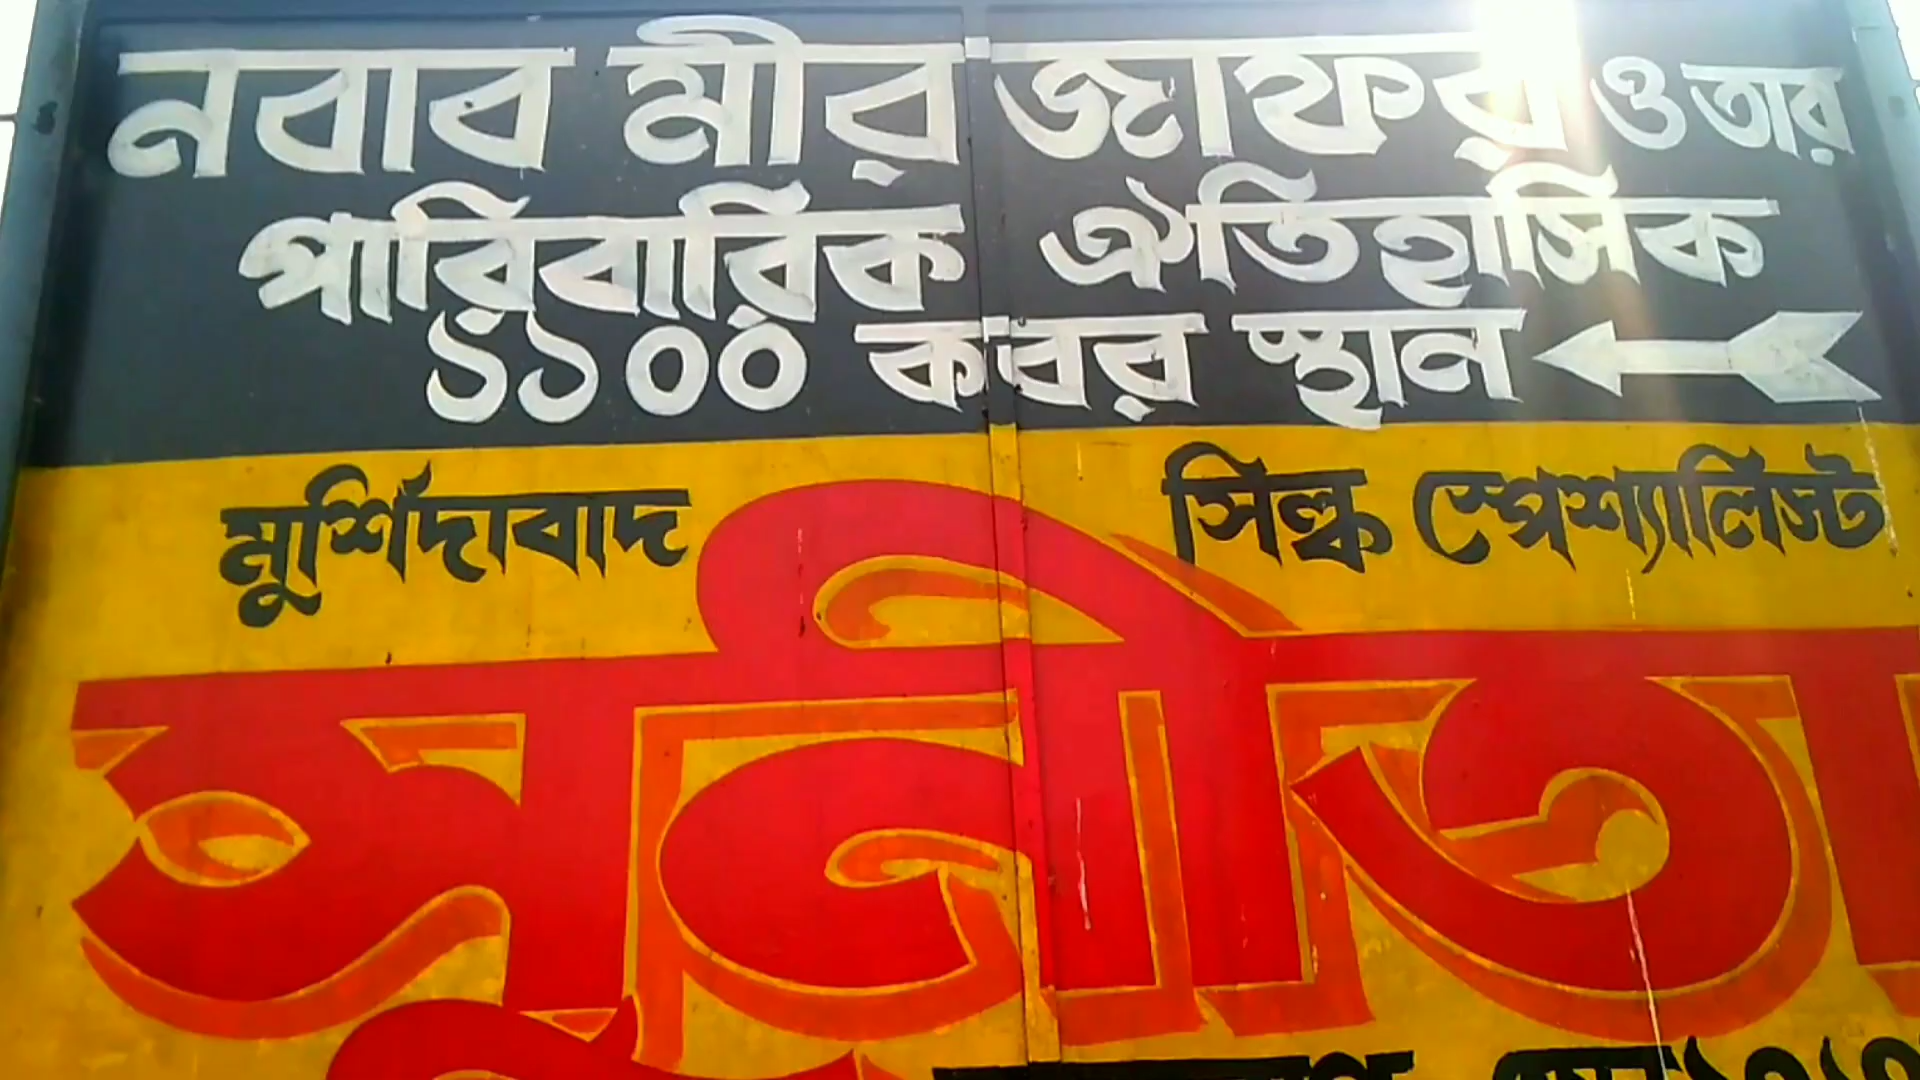 নবাব মীর জাফর ও তার
পারিবারিক ঐতিহাসিক
১১০০ কবর স্থান
মুর্শিদাবাদ সিল্ক স্পেশ্যালিস্ট
সুনীতা